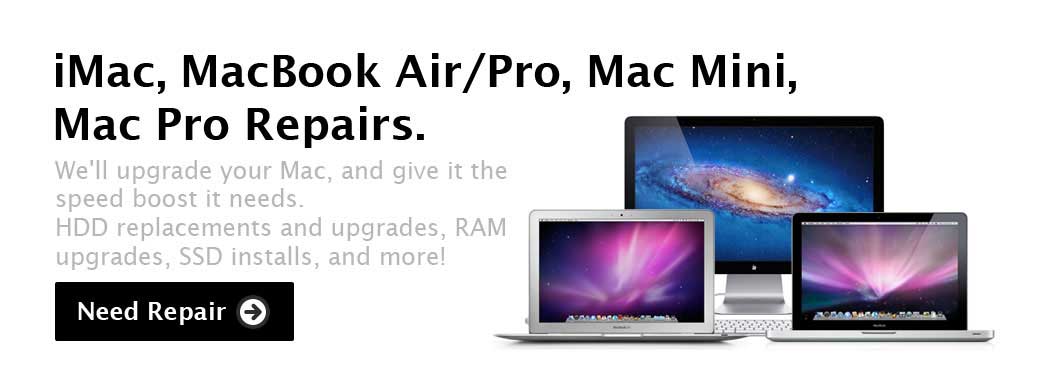 iMac, MacBook Air/Pro, Mac Mini,
Mac Pro Repairs.
We'll upgrade your Mac, and give it the
speed boost it needs.
HDD replacements and upgrades, RAM
upgrades, SSD installs, and more!
Need Repair